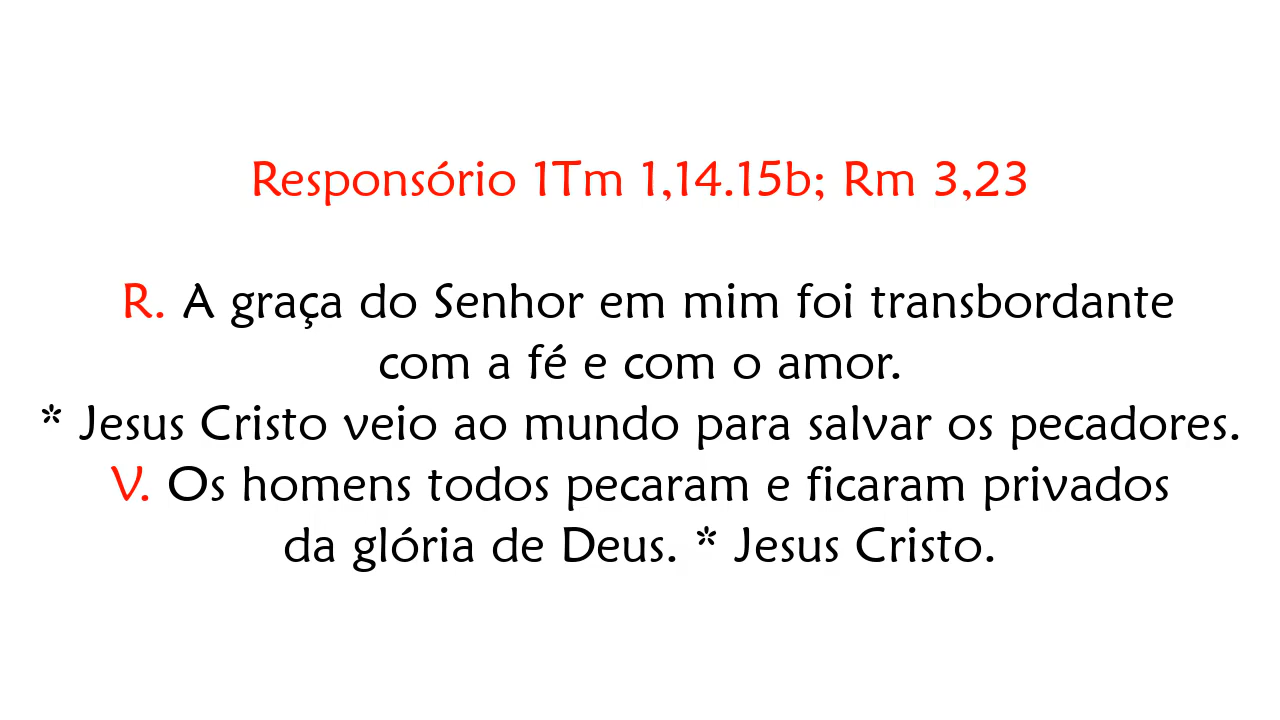 Responsório 1Tm 1,14.15b; Rm 3,23
R. A graça do Senhor em mim foi transbordante
com a fé e com o amor.
* Jesus Cristo veio ao mundo para salvar os pecadores.
V. Os homens todos pecaram e ficaram privados
da glória de Deus. * Jesus Cristo.